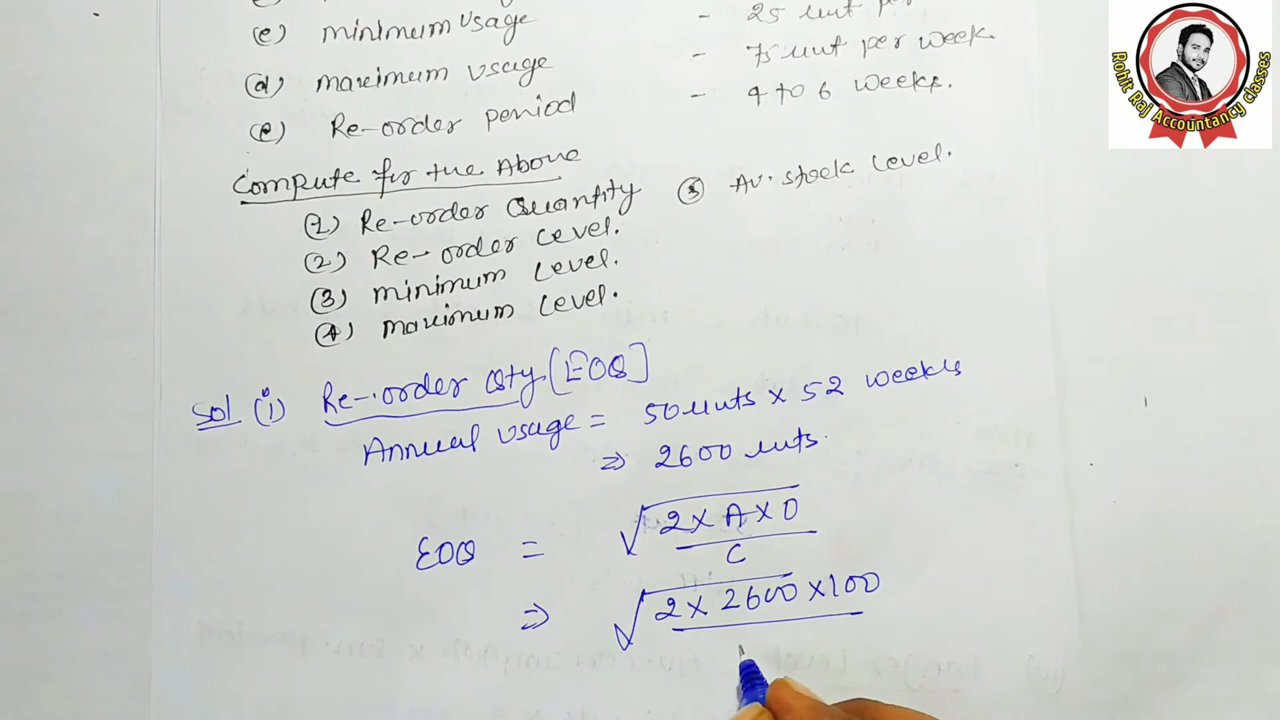 (c) minimum Usage - 25 unit per
(d) maximum Usage - 75 unit per week.
(e) Re-order period - 4 to 6 weeks.
Compute for the Above
(1) Re-order Quantity (5) Av. stock Level.
(2) Re-order Level.
(3) minimum Level.
(4) maximum Level.
Sol (i) Re-order Qty [EOQ]
Annual Usage = 50 units × 52 weeks
⇒ 2600 units.
EOQ = √2 × A × O
C
⇒ √2 × 2600 × 100
Rohit Raj Accountancy classes